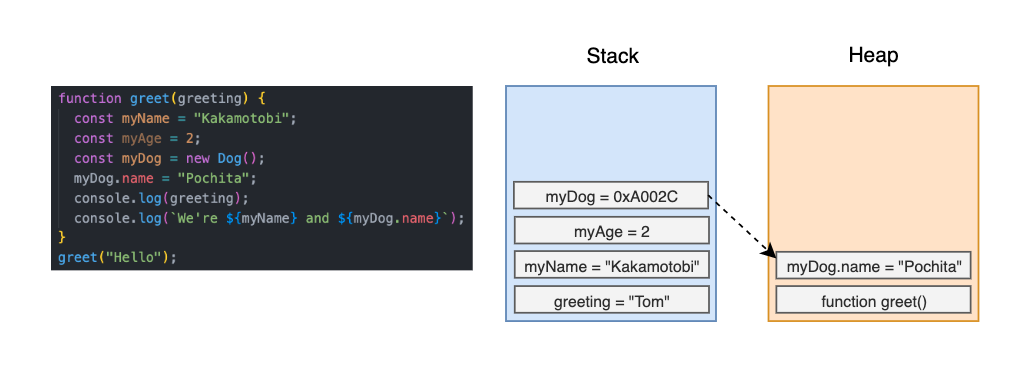 Stack
Heap
function greet(greeting) {
const myName = "Kakamotobi";
const myAge = 2;
const myDog = new Dog();
myDog.name = "Pochita";
console.log(greeting);
console.log(`We're ${myName} and ${myDog.name}`);
}
greet("Hello");
myDog = 0xA002C
myAge = 2
myName = "Kakamotobi"
greeting = "Tom"
myDog.name = "Pochita"
function greet()